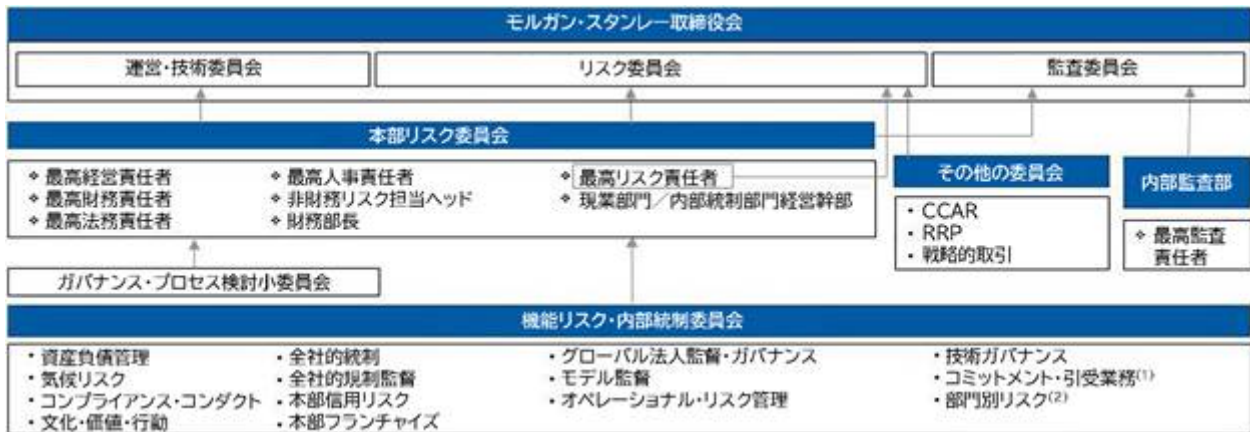 モルガン・スタンレー取締役会
運営・技術委員会
リスク委員会
監査委員会
本部リスク委員会
❖ 最高経営責任者
❖ 最高財務責任者
❖ 最高法務責任者
❖ 最高人事責任者
❖ 非財務リスク担当ヘッド
❖ 財務部長
❖ 最高リスク責任者
❖ 現業部門／内部統制部門経営幹部
その他の委員会
・CCAR
・RRP
・戦略的取引
内部監査部
❖ 最高監査
責任者
ガバナンス・プロセス検討小委員会
機能リスク・内部統制委員会
・資産負債管理
・気候リスク
・コンプライアンス・コンダクト
・文化・価値・行動
・全社的統制
・全社的規制監督
・本部信用リスク
・本部フランチャイズ
・グローバル法人監督・ガバナンス
・モデル監督
・オペレーショナル・リスク管理
・技術ガバナンス
・コミットメント・引受業務(1)
・部門別リスク(2)